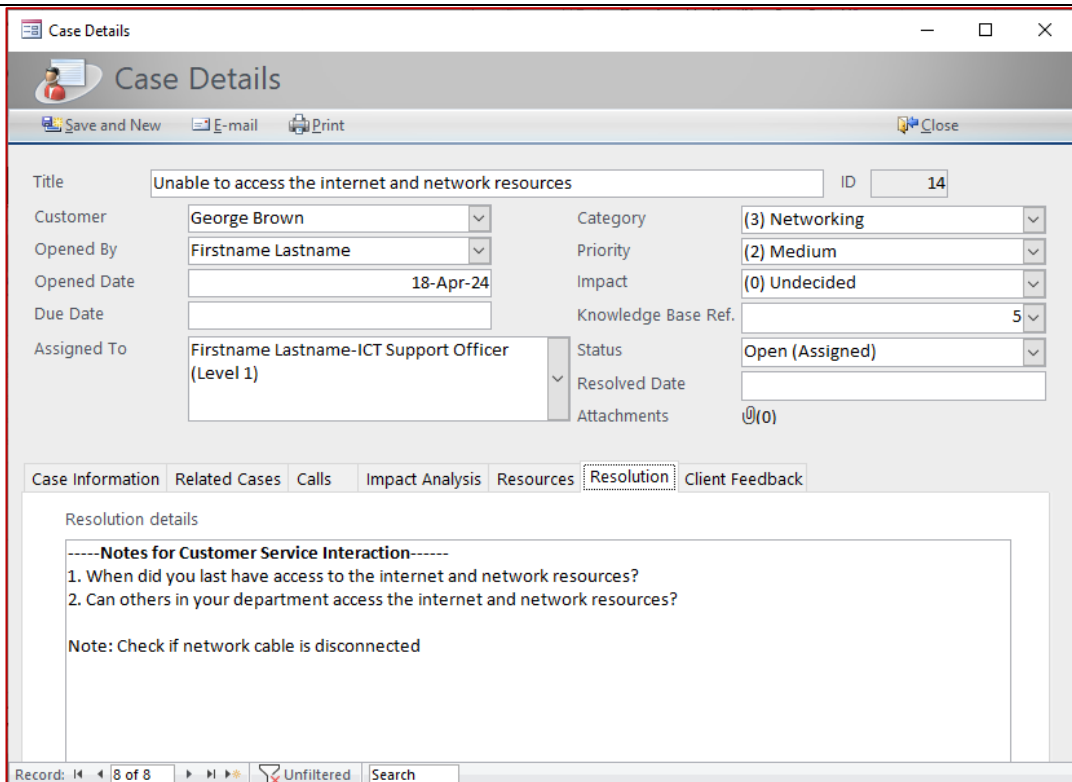 Case Details
Case Details
Save and New E-mail Print Close
Title Unable to access the internet and network resources ID 14
Customer George Brown Category (3) Networking
Opened By Firstname Lastname Priority (2) Medium
Opened Date 18-Apr-24 Impact (0) Undecided
Due Date Knowledge Base Ref. 5
Assigned To Firstname Lastname-ICT Support Officer Status Open (Assigned)
(Level 1)
Resolved Date
Attachments (0)
Case Information Related Cases Calls Impact Analysis Resources Resolution Client Feedback
Resolution details
-----Notes for Customer Service Interaction------
1. When did you last have access to the internet and network resources?
2. Can others in your department access the internet and network resources?
Note: Check if network cable is disconnected
Record: 8 of 8 Unfiltered Search